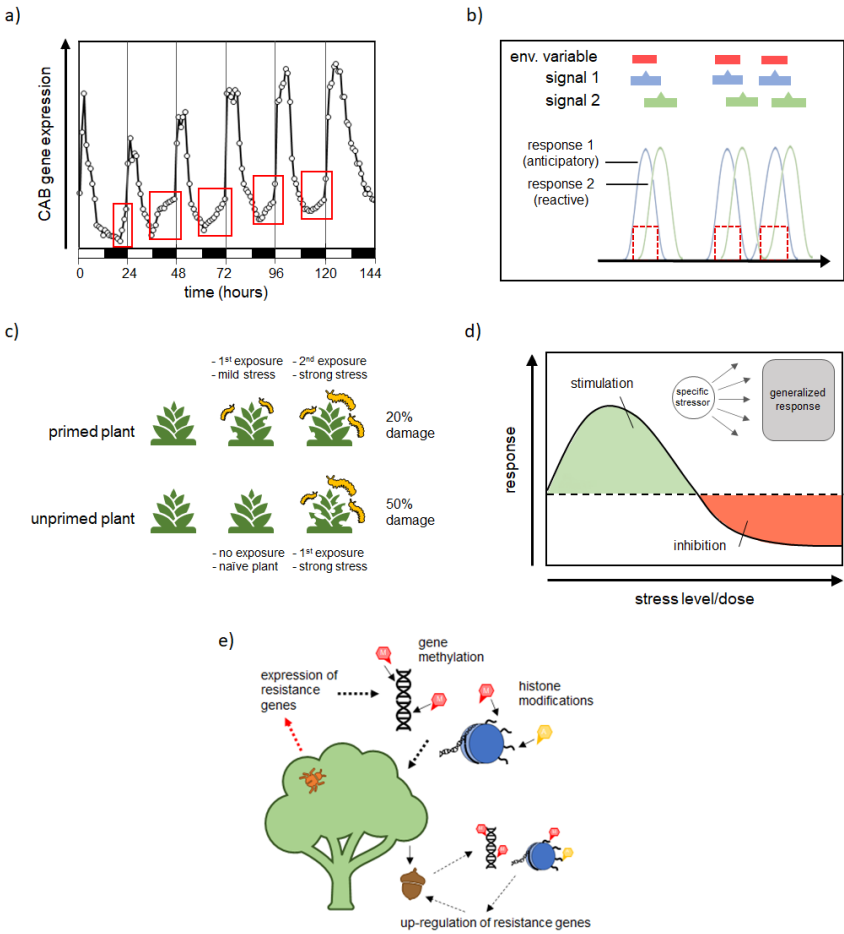 a)
CAB gene expression
0 24 48 72 96 120 144
time (hours)
b)
env. variable
signal 1
signal 2
response 1
(anticipatory)
response 2
(reactive)
c)
- 1st exposure
- mild stress
- 2nd exposure
- strong stress
primed plant
20%
damage
unprimed plant
50%
damage
- no exposure
- naïve plant
- 1st exposure
- strong stress
d)
response
stimulation
specific
stressor
generalized
response
inhibition
stress level/dose
e)
gene
methylation
expression of
resistance
genes
M
M
M
histone
modifications
M
M
M
up-regulation of resistance genes